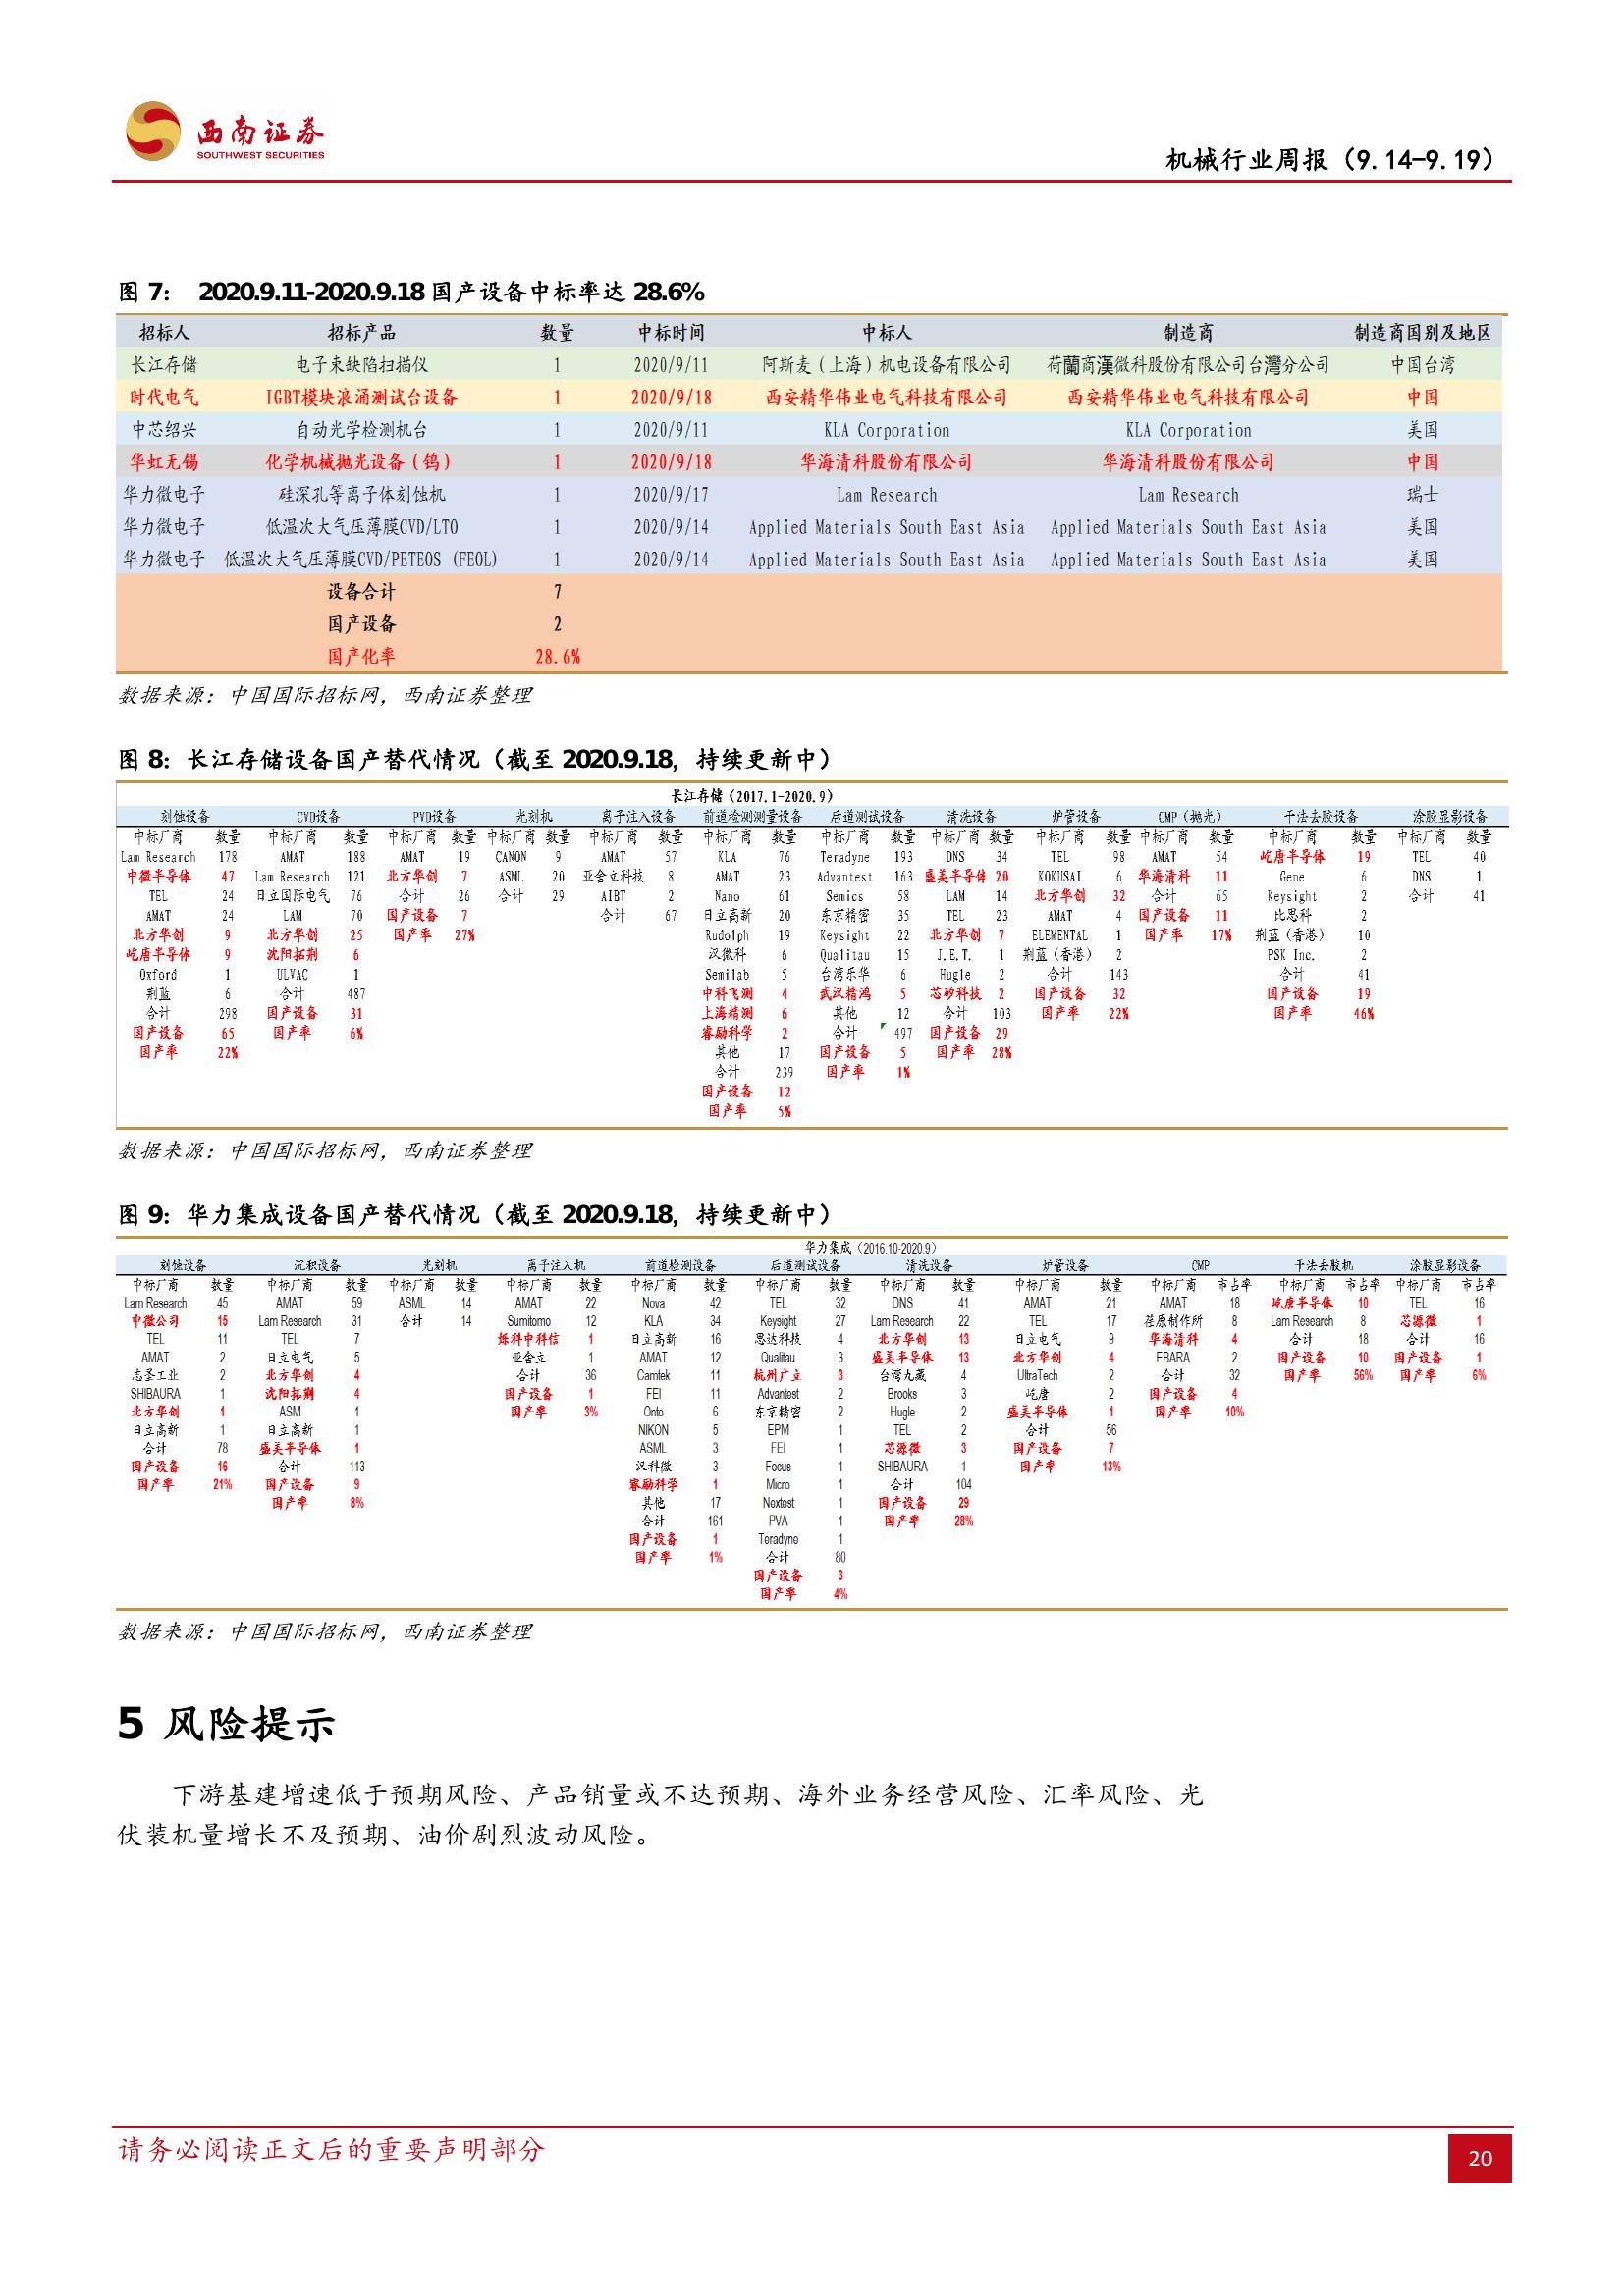 西南证券
SOUTHWEST SECURITIES
机械行业周报（9.14-9.19）
图 7： 2020.9.11-2020.9.18 国产设备中标率达 28.6%
招标人 招标产品 数量 中标时间 中标人 制造商 制造商国别及地区
长江存储 电子束缺陷扫描仪 1 2020/9/11 阿斯麦（上海）机电设备有限公司 荷蘭商漢微科股份有限公司台灣分公司 中国台湾
时代电气 IGBT模块浪涌测试台设备 1 2020/9/18 西安精华伟业电气科技有限公司 西安精华伟业电气科技有限公司 中国
中芯绍兴 自动光学检测机台 1 2020/9/11 KLA Corporation KLA Corporation 美国
华虹无锡 化学机械抛光设备（钨） 1 2020/9/18 华海清科股份有限公司 华海清科股份有限公司 中国
华力微电子 硅深孔等离子体刻蚀机 1 2020/9/17 Lam Research Lam Research 瑞士
华力微电子 低温次大气压薄膜CVD/LTO 1 2020/9/14 Applied Materials South East Asia Applied Materials South East Asia 美国
华力微电子 低温次大气压薄膜CVD/PETEOS (FEOL) 1 2020/9/14 Applied Materials South East Asia Applied Materials South East Asia 美国
设备合计 7
国产设备 2
国产化率 28.6%
数据来源：中国国际招标网，西南证券整理
图 8：长江存储设备国产替代情况（截至 2020.9.18，持续更新中）
长江存储（2017.1-2020.9）
刻蚀设备 CVD设备 PVD设备 光刻机 离子注入设备 前道检测测量设备 后道测试设备 清洗设备 炉管设备 CMP（抛光） 干法去胶设备 涂胶显影设备
中标厂商 数量 中标厂商 数量 中标厂商 数量 中标厂商 数量 中标厂商 数量 中标厂商 数量 中标厂商 数量 中标厂商 数量 中标厂商 数量 中标厂商 数量 中标厂商 数量 中标厂商 数量
Lam Research 178 AMAT 188 AMAT 19 CANON 9 AMAT 57 KLA 76 Teradyne 193 DNS 34 TEL 98 AMAT 54 屹唐半导体 19 TEL 40
中微半导体 47 Lam Research 121 北方华创 7 ASML 20 亚舍立科技 8 AMAT 23 Advantest 163 盛美半导体 20 KOKUSAI 6 华海清科 11 Gene 6 DNS 1
TEL 24 日立国际电气 76 合计 26 合计 29 AIBT 2 Nano 61 Semics 58 LAM 14 北方华创 32 合计 65 Keysight 2 合计 41
AMAT 24 LAM 70 国产设备 7 合计 67 日立高新 20 东京精密 35 TEL 23 AMAT 4 国产设备 11 比思科 2
北方华创 9 北方华创 25 国产率 27% Rudolph 19 Keysight 22 北方华创 7 ELEMENTAL 1 国产率 17% 荆蓝（香港） 10
屹唐半导体 9 沈阳拓荆 6 汉微科 6 Qualitau 15 J.E.T. 1 荆蓝（香港） 2 PSK Inc. 2
Oxford 1 ULVAC 1 Semilab 5 台湾乐华 6 Hugle 2 合计 143 合计 41
荆蓝 6 合计 487 中科飞测 4 武汉精鸿 5 芯矽科技 2 国产设备 32 国产设备 19
合计 298 国产设备 31 上海精测 6 其他 12 合计 103 国产率 22% 国产率 46%
国产设备 65 国产率 6% 睿励科学 2 合计 497 国产设备 29
国产率 22% 其他 17 国产设备 5 国产率 28%
合计 239 国产率 1%
国产设备 12
国产率 5%
数据来源：中国国际招标网，西南证券整理
图 9：华力集成设备国产替代情况（截至 2020.9.18，持续更新中）
华力集成（2016.10-2020.9）
刻蚀设备 沉积设备 光刻机 离子注入机 前道检测设备 后道测试设备 清洗设备 炉管设备 CMP 干法去胶机 涂胶显影设备
中标厂商 数量 中标厂商 数量 中标厂商 数量 中标厂商 数量 中标厂商 数量 中标厂商 数量 中标厂商 数量 中标厂商 数量 中标厂商 市占率 中标厂商 市占率 中标厂商 市占率
Lam Research 45 AMAT 59 ASML 14 AMAT 22 Nova 42 TEL 32 DNS 41 AMAT 21 AMAT 18 屹唐半导体 10 TEL 16
中微公司 15 Lam Research 31 合计 14 Sumitomo 12 KLA 34 Keysight 27 Lam Research 22 TEL 17 荏原制作所 8 Lam Research 8 芯源微 1
TEL 11 TEL 7 烁科中科信 1 日立高新 16 思达科技 4 北方华创 13 日立电气 9 华海清科 4 合计 18 合计 16
AMAT 2 日立电气 5 亚舍立 1 AMAT 12 Qualitau 3 盛美半导体 13 北方华创 4 EBARA 2 国产设备 10 国产设备 1
志圣工业 2 北方华创 4 合计 36 Camtek 11 杭州广立 3 台湾九葳 4 UltraTech 2 合计 32 国产率 56% 国产率 6%
SHIBAURA 1 沈阳拓荆 4 国产设备 1 FEI 11 Advantest 2 Brooks 3 屹唐 2 国产设备 4
北方华创 1 ASM 1 国产率 3% Onto 6 东京精密 2 Hugle 2 盛美半导体 1 国产率 10%
日立高新 1 日立高新 1 NIKON 5 EPM 1 TEL 2 合计 56
合计 78 盛美半导体 1 ASML 3 FEI 1 芯源微 3 国产设备 7
国产设备 16 合计 113 汉科微 3 Focus 1 SHIBAURA 1 国产率 13%
国产率 21% 国产设备 9 睿励科学 1 Micro 1 合计 104
国产率 8% 其他 17 Nextest 1 国产设备 29
合计 161 PVA 1 国产率 28%
国产设备 1 Teradyne 1
国产率 1% 合计 80
国产设备 3
国产率 4%
数据来源：中国国际招标网，西南证券整理
5 风险提示
下游基建增速低于预期风险、产品销量或不达预期、海外业务经营风险、汇率风险、光
伏装机量增长不及预期、油价剧烈波动风险。
请务必阅读正文后的重要声明部分
20